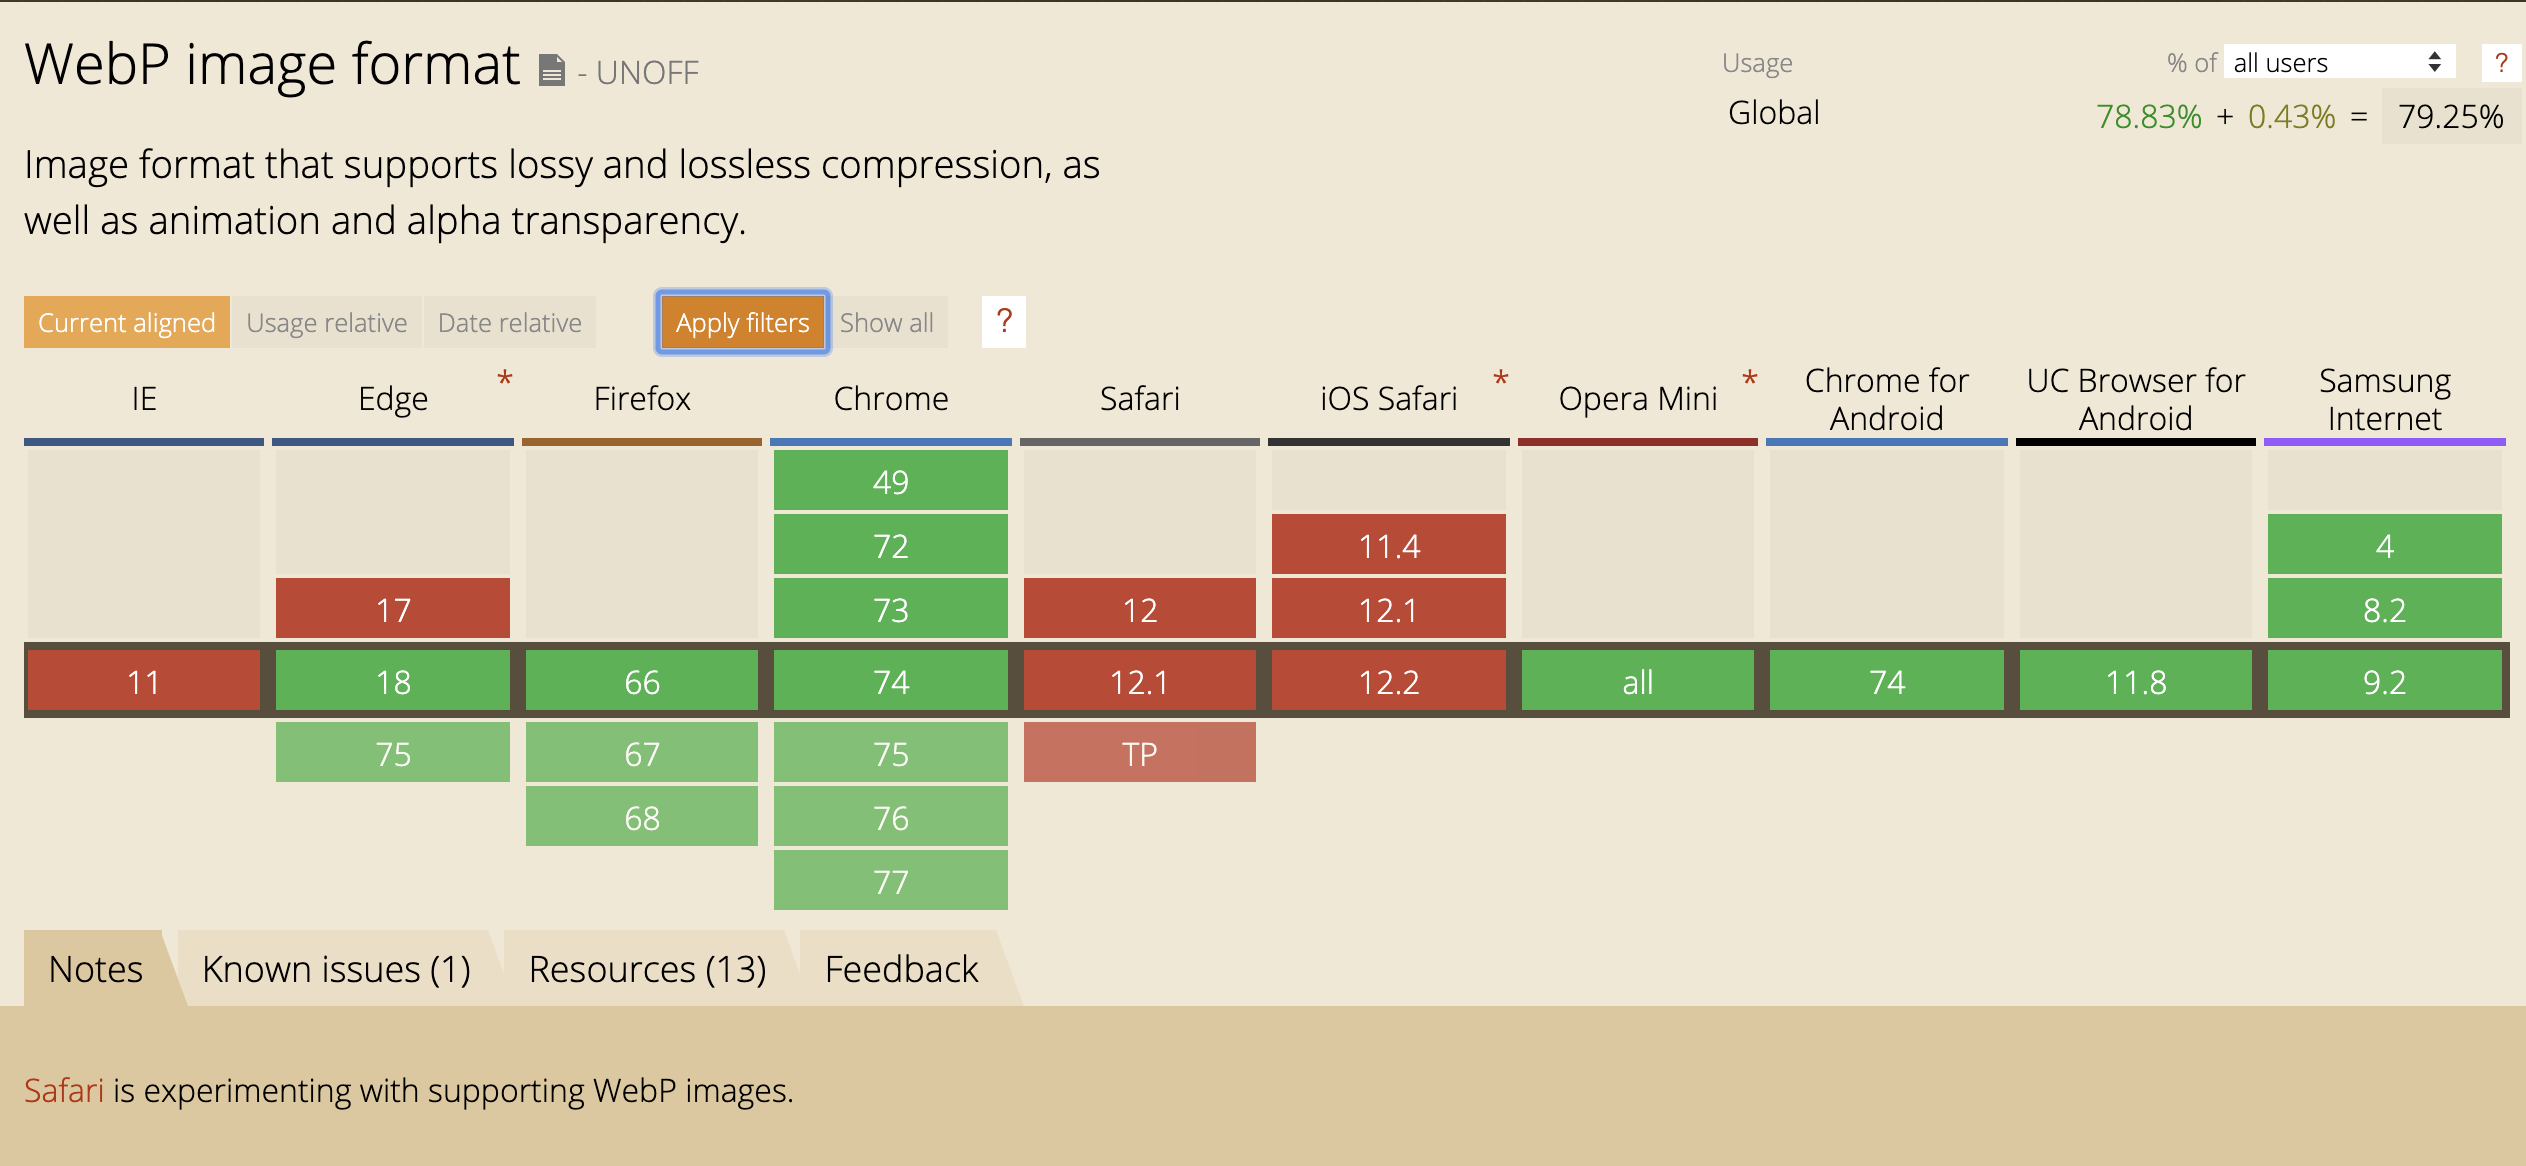 WebP image format - UNOFF
Usage % of all users ?
Global 78.83% + 0.43% = 79.25%
Image format that supports lossy and lossless compression, as
well as animation and alpha transparency.
Current aligned Usage relative Date relative Apply filters Show all ?
IE Edge * Firefox Chrome Safari iOS Safari * Opera Mini * Chrome for Android UC Browser for Android Samsung Internet
49
72 11.4 4
17 73 12 12.1 8.2
11 18 66 74 12.1 12.2 all 74 11.8 9.2
75 67 75 TP
68 76
77
Notes Known issues (1) Resources (13) Feedback
Safari is experimenting with supporting WebP images.